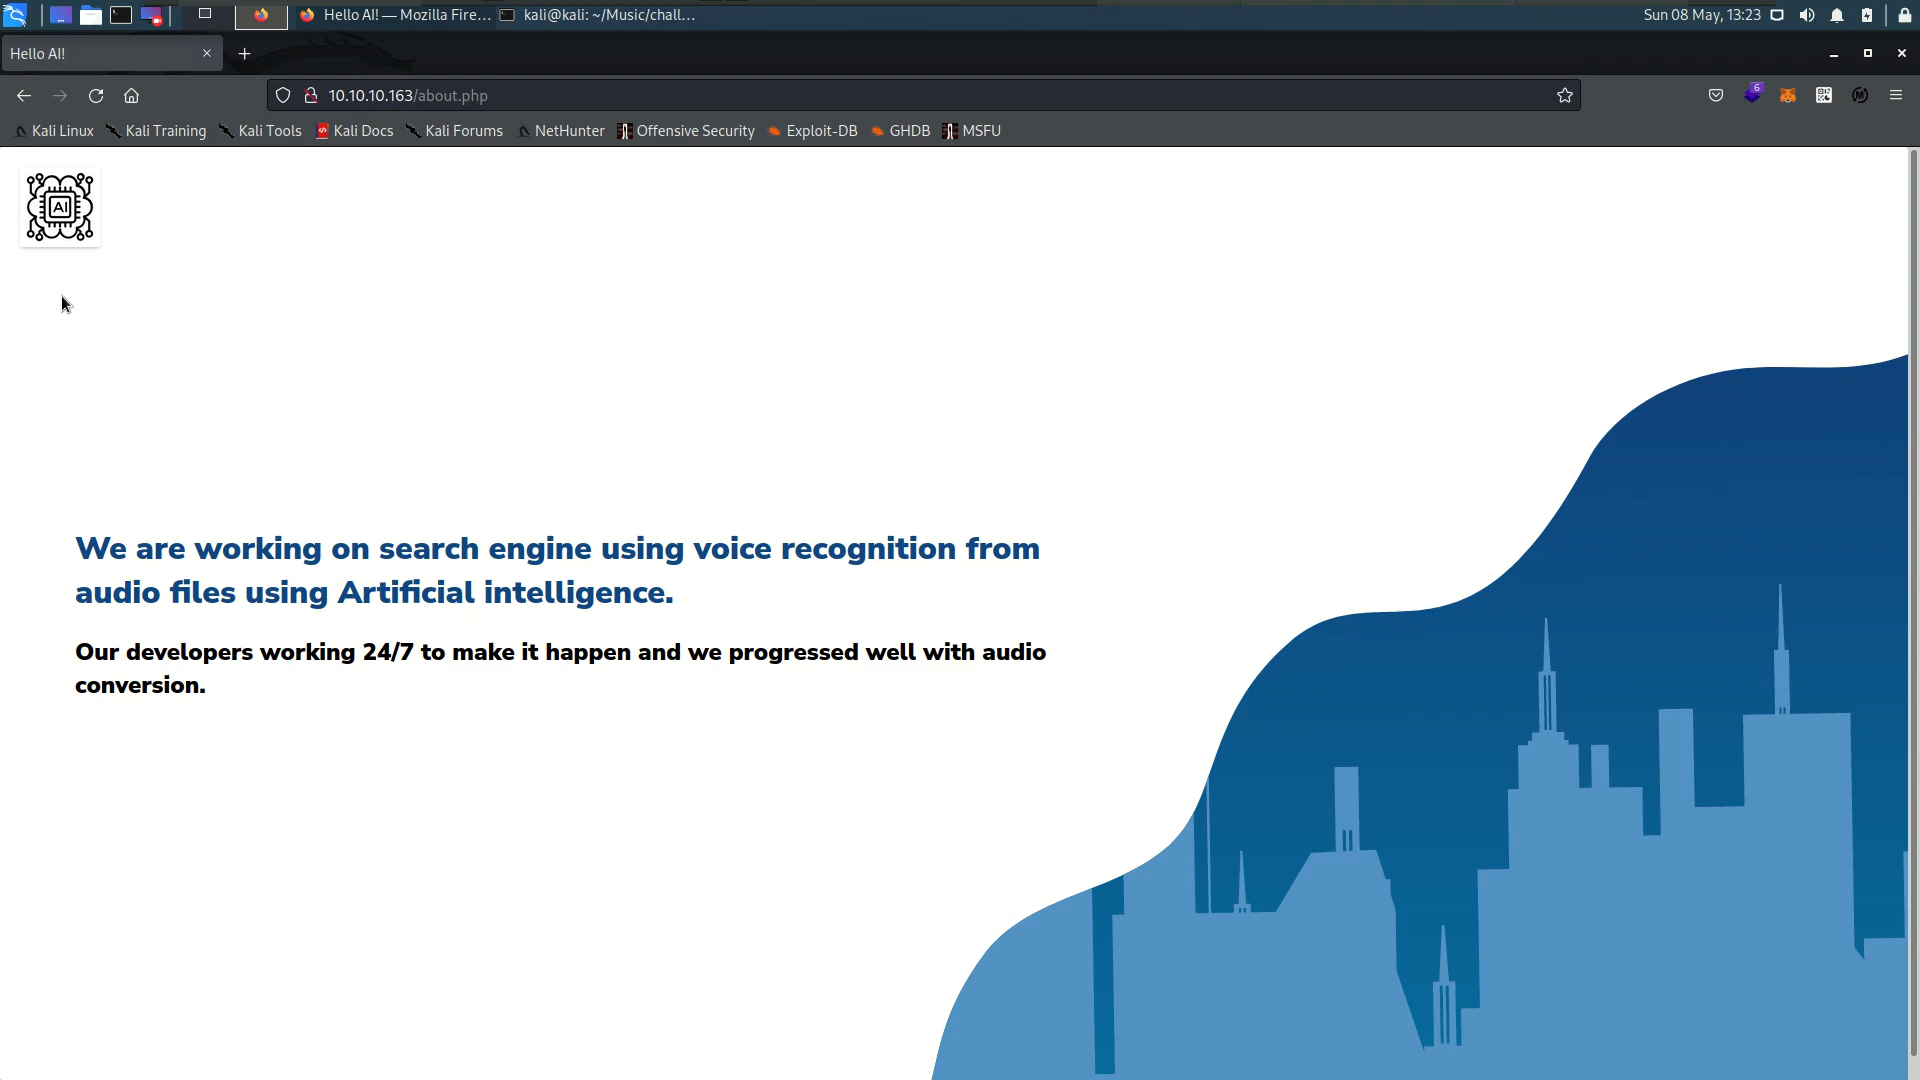 Hello AI! — Mozilla Fire...
kali@kali: ~/Music/chall...
Sun 08 May, 13:23
Hello AI!
10.10.10.163/about.php
6
Kali Linux
Kali Training
Kali Tools
Kali Docs
Kali Forums
NetHunter
Offensive Security
Exploit-DB
GHDB
MSFU
AI
We are working on search engine using voice recognition from
audio files using Artificial intelligence.
Our developers working 24/7 to make it happen and we progressed well with audio
conversion.